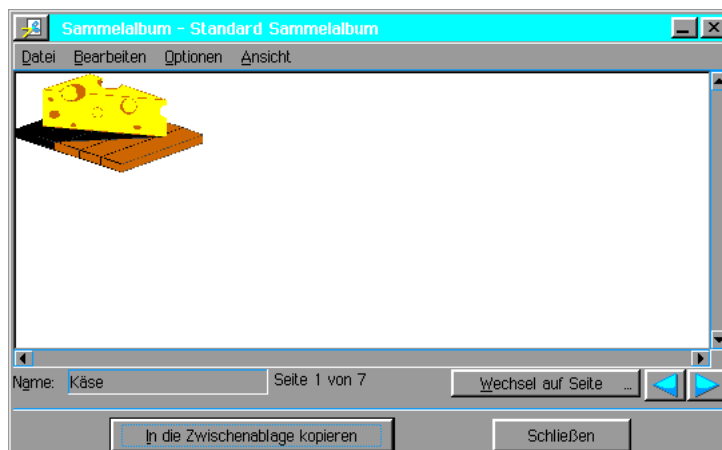 Sammelalbum - Standard Sammelalbum
Datei Bearbeiten Optionen Ansicht
Name: Käse Seite 1 von 7 Wechsel auf Seite ...
In die Zwischenablage kopieren Schließen